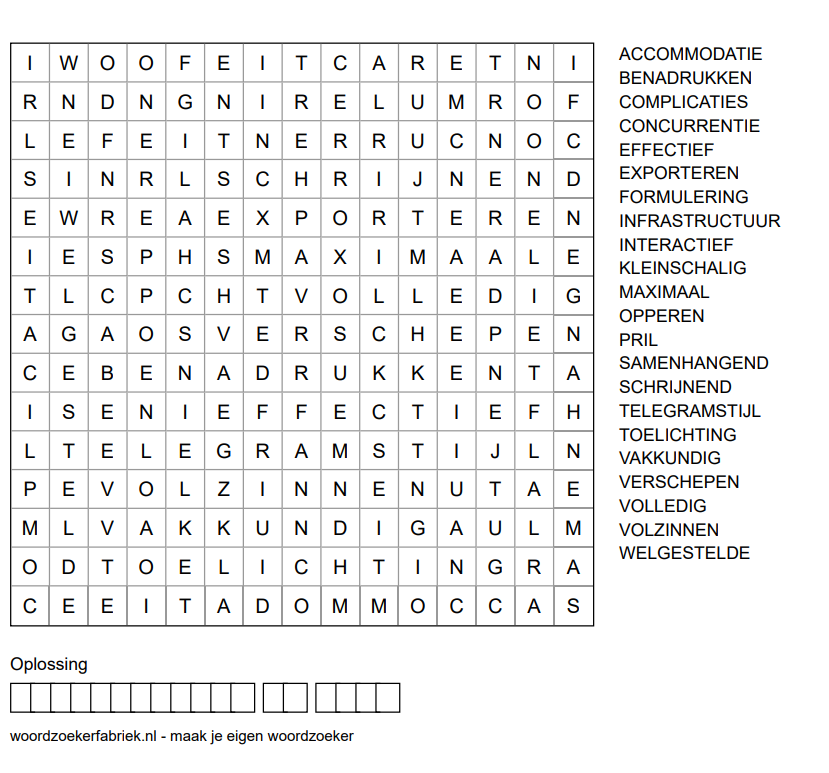 I W O O F E I T C A R E T N I
R N D N G N I R E L U M R O F
L E F E I T N E R R U C N O C
S I N R L S C H R I J N E N D
E W R E A E X P O R T E R E N
I E S P H S M A X I M A A L E
T L C P C H T V O L L E D I G
A G A O S V E R S C H E P E N
C E B E N A D R U K K E N T A
I S E N I E F F E C T I E F H
L T E L E G R A M S T I J L N
P E V O L Z I N N E N U T A E
M L V A K K U N D I G A U L M
O D T O E L I C H T I N G R A
C E E I T A D O M M O C C A S
ACCOMMODATIE
BENADRUKKEN
COMPLICATIES
CONCURRENTIE
EFFECTIEF
EXPORTEREN
FORMULERING
INFRASTRUCTUUR
INTERACTIEF
KLEINSCHALIG
MAXIMAAL
OPPEREN
PRIL
SAMENHANGEND
SCHRIJNEND
TELEGRAMSTIJL
TOELICHTING
VAKKUNDIG
VERSCHEPEN
VOLLEDIG
VOLZINNEN
WELGESTELDE
Oplossing
woordzoekerfabriek.nl - maak je eigen woordzoeker